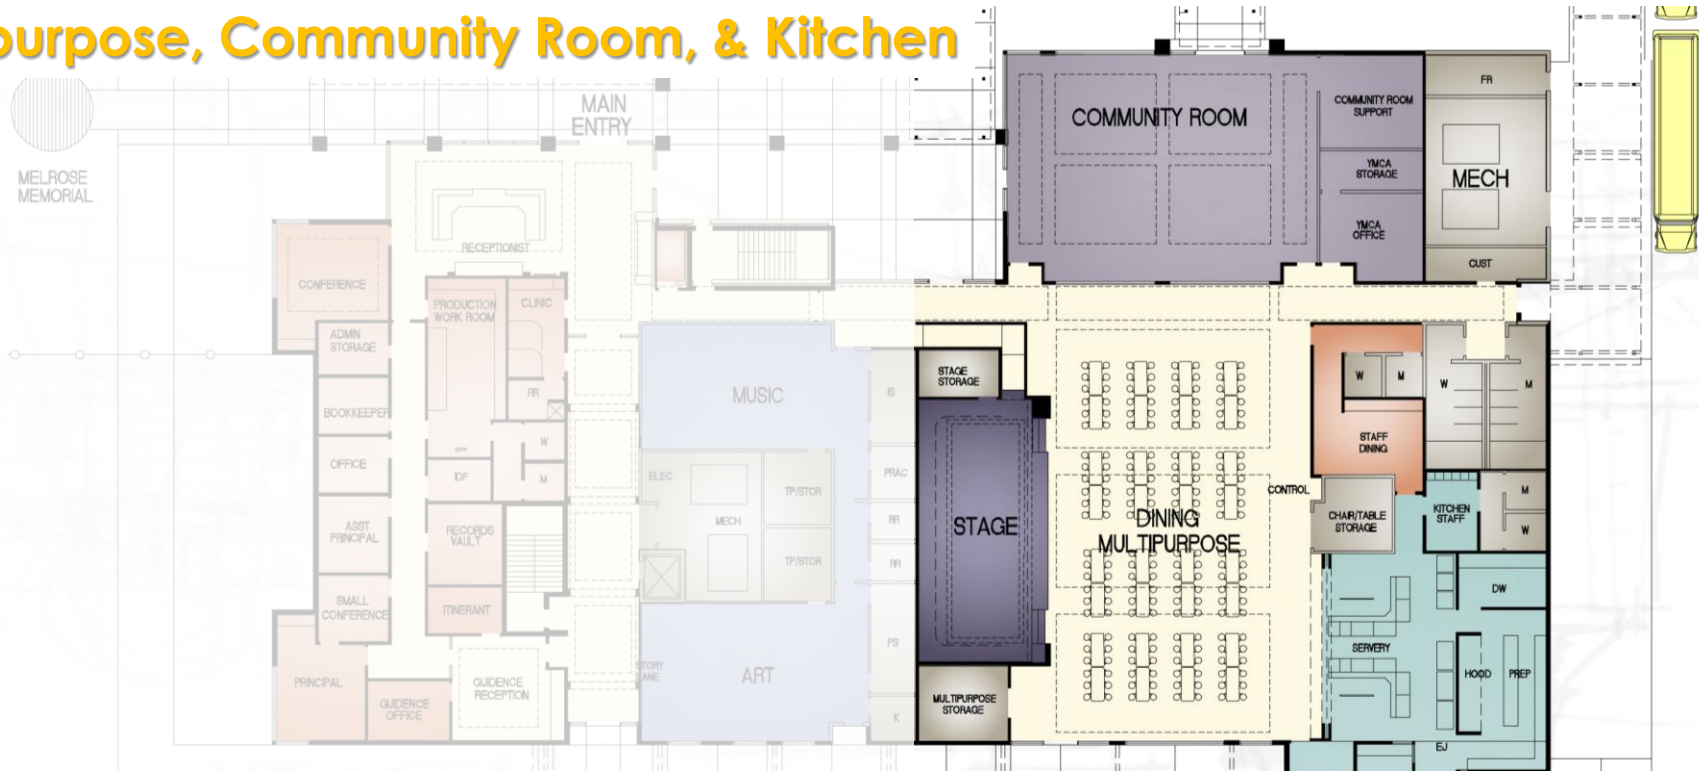 purpose, Community Room, & Kitchen
MAIN
ENTRY
MELROSE
MEMORIAL
RECEPTIONIST
CONFERENCE
PRODUCTION
WORK ROOM
CLINIC
ADMIN
STORAGE
RR
BOOKKEEPER
W
OFFICE
IDF
M
ASST
PRINCIPAL
RECORDS
VAULT
SMALL
CONFERENCE
ITINERANT
PRINCIPAL
GUIDENCE
OFFICE
GUIDENCE
RECEPTION
MUSIC
IS
ELEC
MECH
TP/STOR
TP/STOR
PRAC
RR
RR
PS
ART
K
COMMUNITY ROOM
COMMUNITY ROOM
SUPPORT
YMCA
STORAGE
YMCA
OFFICE
FR
MECH
CUST
STAGE
STORAGE
STAGE
MULTIPURPOSE
STORAGE
DINING
MULTIPURPOSE
CONTROL
W
M
W
M
STAFF
DINING
CHAIR/TABLE
STORAGE
KITCHEN
STAFF
M
W
DW
SERVERY
HOOD
PREP
EJ